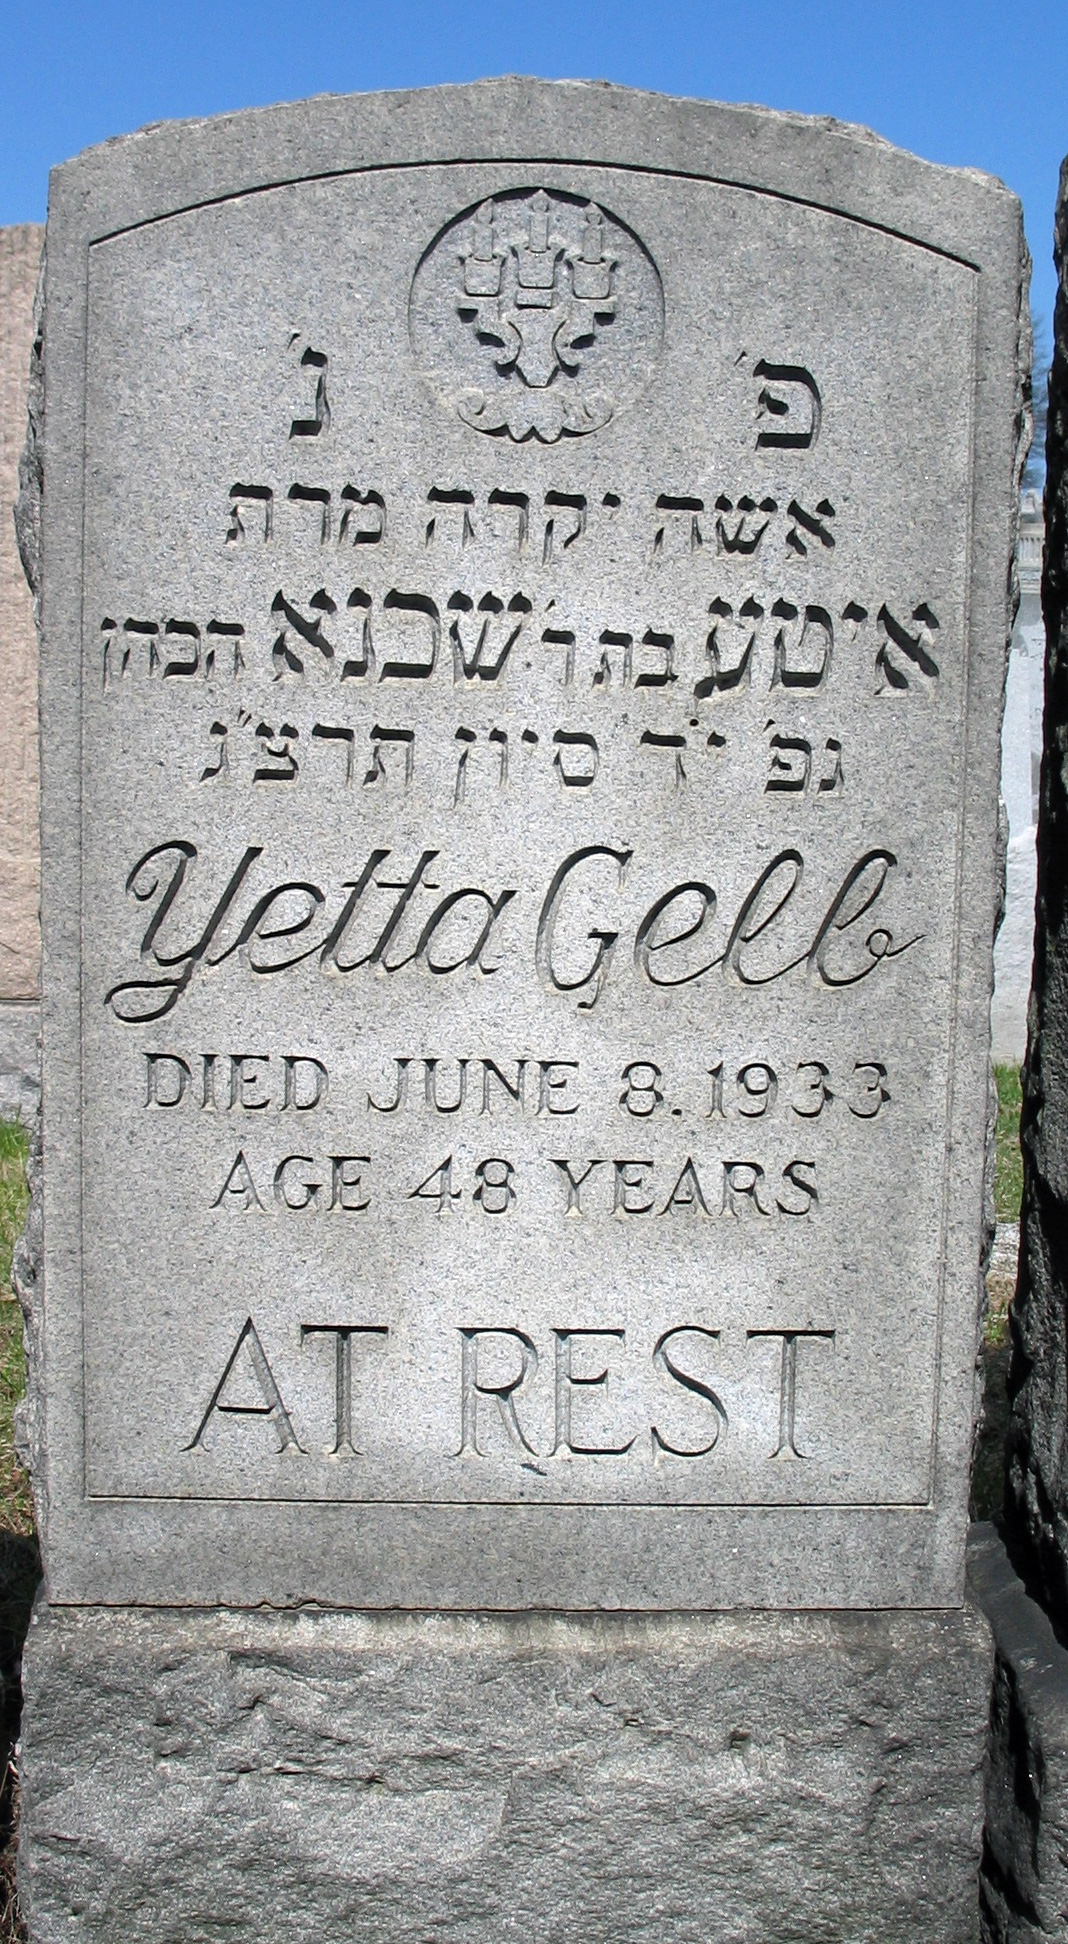 פ' נ'
אשה יקרה מרת
איטע בת ר' שכנא הכהן
נפ' י״ד סיון תרצ״ג
Yetta Gelb
DIED JUNE 8. 1933
AGE 48 YEARS
AT REST